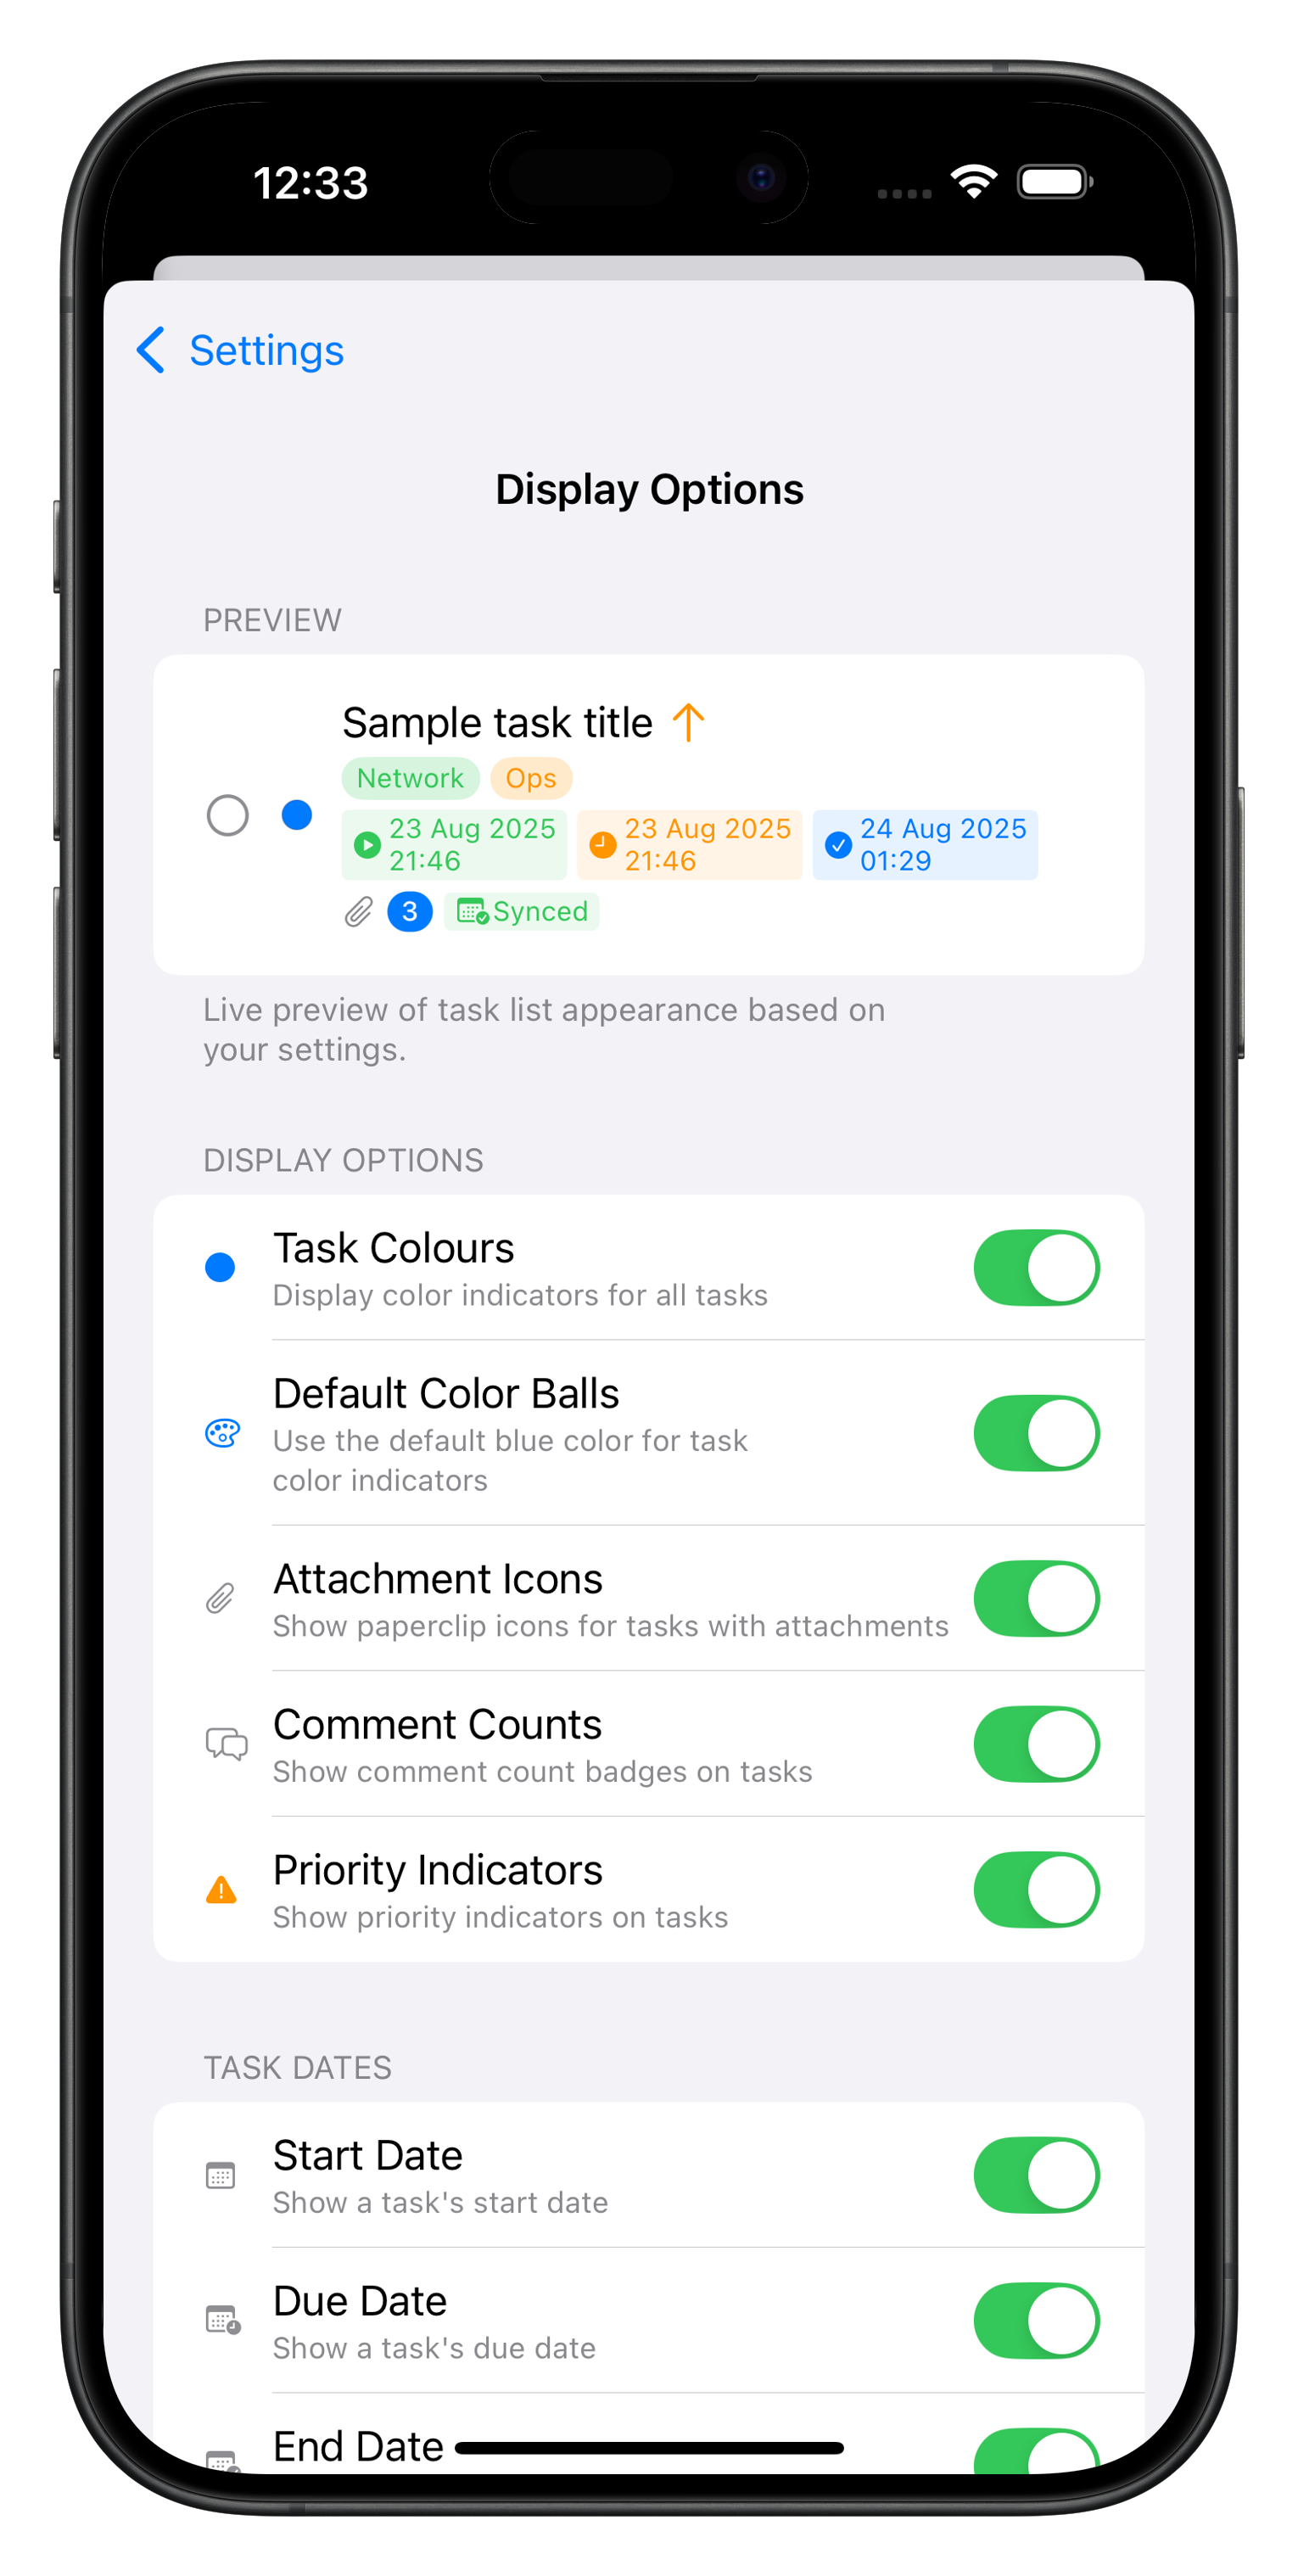 12:33
Settings
Display Options
PREVIEW
Sample task title
Network Ops
23 Aug 2025 23 Aug 2025 24 Aug 2025
21:46 21:46 01:29
3 Synced
Live preview of task list appearance based on
your settings.
DISPLAY OPTIONS
Task Colours
Display color indicators for all tasks
Default Color Balls
Use the default blue color for task
color indicators
Attachment Icons
Show paperclip icons for tasks with attachments
Comment Counts
Show comment count badges on tasks
Priority Indicators
Show priority indicators on tasks
TASK DATES
Start Date
Show a task's start date
Due Date
Show a task's due date
End Date